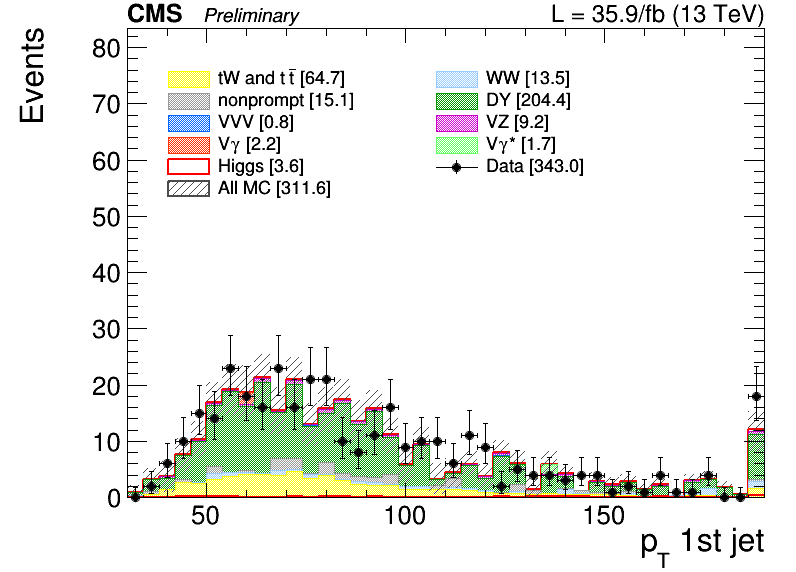 CMS Preliminary L = 35.9/fb (13 TeV)
Events
80
70
60
50
40
30
20
10
0
tW and t t̄ [64.7]
nonprompt [15.1]
VVV [0.8]
Vγ [2.2]
Higgs [3.6]
All MC [311.6]
WW [13.5]
DY [204.4]
VZ [9.2]
Vγ* [1.7]
Data [343.0]
50 100 150
p_T 1st jet